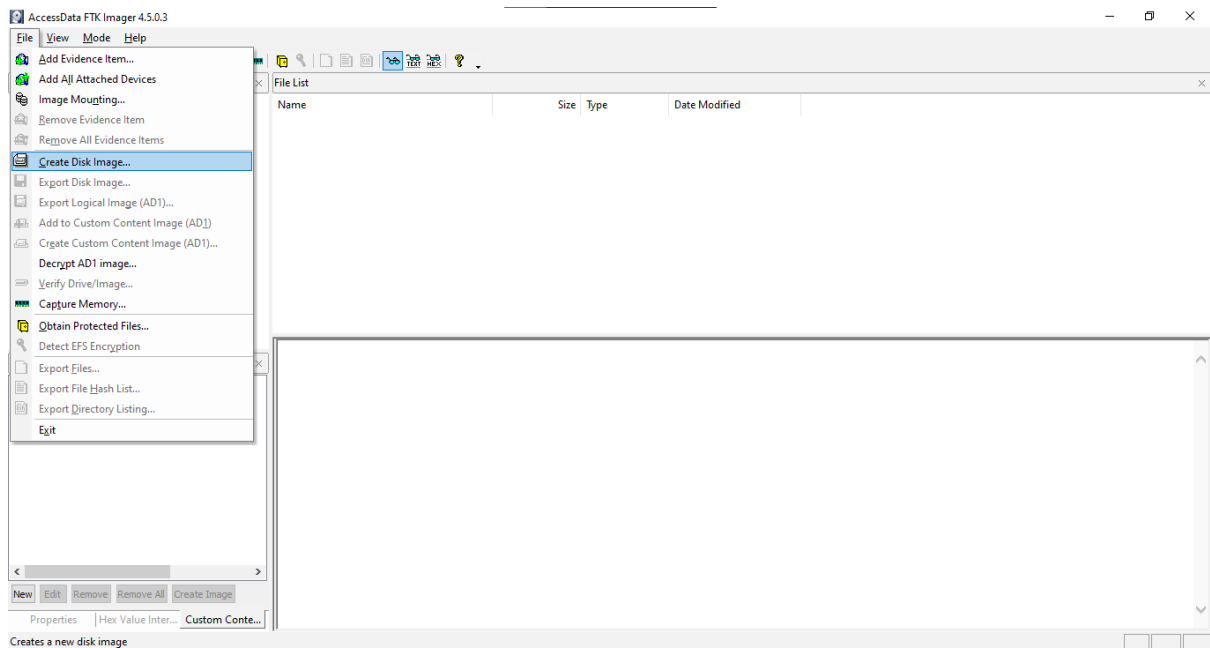 AccessData FTK Imager 4.5.0.3
File View Mode Help
Add Evidence Item...
Add All Attached Devices
Image Mounting...
Remove Evidence Item
Remove All Evidence Items
Create Disk Image...
Export Disk Image...
Export Logical Image (AD1)...
Add to Custom Content Image (AD1)
Create Custom Content Image (AD1)...
Decrypt AD1 image...
Verify Drive/Image...
Capture Memory...
Obtain Protected Files...
Detect EFS Encryption
Export Files...
Export File Hash List...
Export Directory Listing...
Exit
TEXT HEX
File List
Name Size Type Date Modified
New Edit Remove Remove All Create Image
Properties Hex Value Inter... Custom Conte...
Creates a new disk image